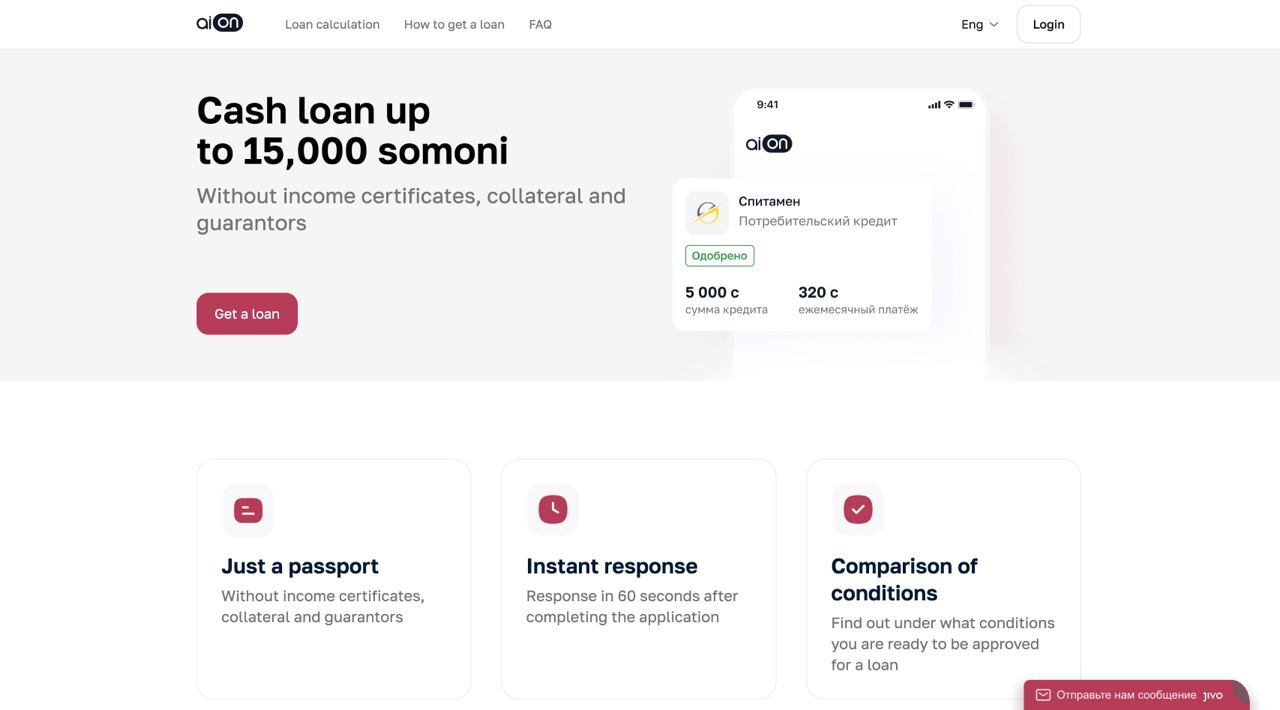 aion
Loan calculation
How to get a loan
FAQ
Eng
Login
Cash loan up
to 15,000 somoni
Without income certificates, collateral and
guarantors
Get a loan
9:41
aion
Спитамен
Потребительский кредит
Одобрено
5 000 с
320 с
сумма кредита
ежемесячный платёж
Just a passport
Without income certificates,
collateral and guarantors
Instant response
Response in 60 seconds after
completing the application
Comparison of
conditions
Find out under what conditions
you are ready to be approved
for a loan
Отправьте нам сообщение jivo